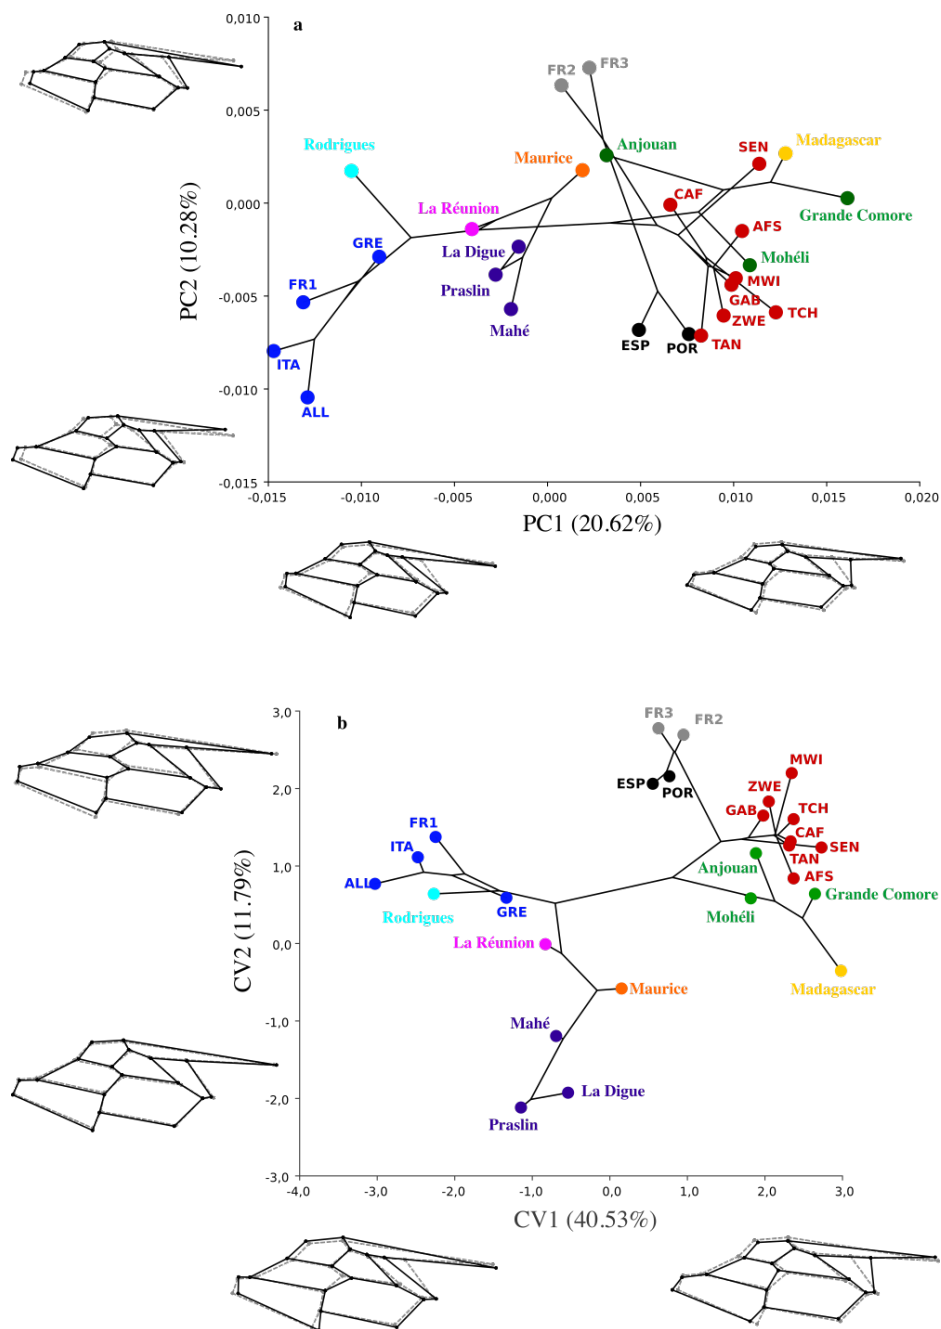 0,010
a
FR2
FR3
0,005
Rodrigues
Maurice
Anjouan
SEN
Madagascar
0,000
La Réunion
CAF
Grande Comore
GRE
La Digue
AFS
Mohéli
FR1
Praslin
MWI
-0,005
Mahé
GAB
TCH
ZWE
ITA
ESP
POR
TAN
ALL
-0,010
-0,015
PC2 (10.28%)
-0,015
-0,010
-0,005
0,000
0,005
0,010
0,015
0,020
PC1 (20.62%)
3,0
b
FR3
FR2
MWI
2,0
ESP
POR
ZWE
GAB
TCH
FR1
CAF
SEN
ITA
TAN
1,0
Anjouan
AFS
ALL
Grande Comore
Rodrigues
GRE
Mohéli
0,0
La Réunion
Maurice
Madagascar
-1,0
Mahé
-2,0
La Digue
Praslin
-3,0
CV2 (11.79%)
-4,0
-3,0
-2,0
-1,0
0,0
1,0
2,0
3,0
CV1 (40.53%)